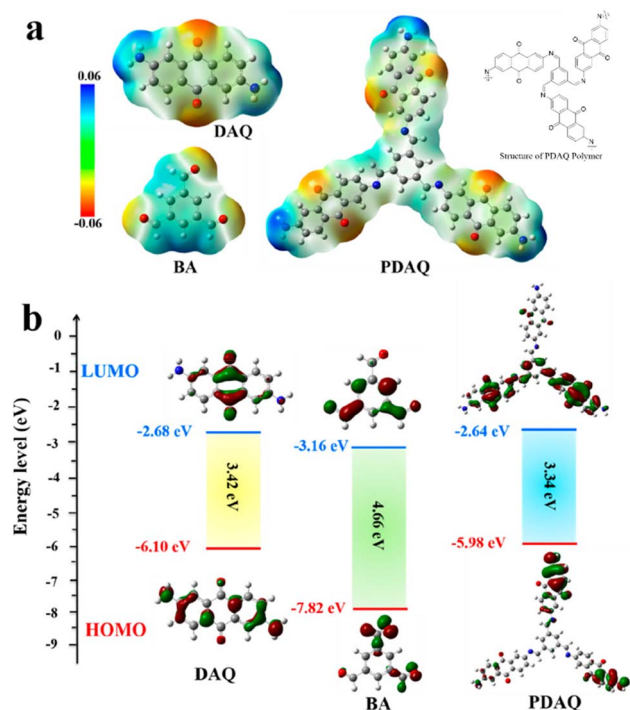 a
0.06
-0.06
DAQ
BA
PDAQ
O
O
N
N
N
N
O
O
N
O
O
N
Structure of PDAQ Polymer
b
Energy level (eV)
0
-1
-2
-3
-4
-5
-6
-7
-8
-9
LUMO
HOMO
-2.68 eV
3.42 eV
-6.10 eV
DAQ
-3.16 eV
4.66 eV
-7.82 eV
BA
-2.64 eV
3.34 eV
-5.98 eV
PDAQ